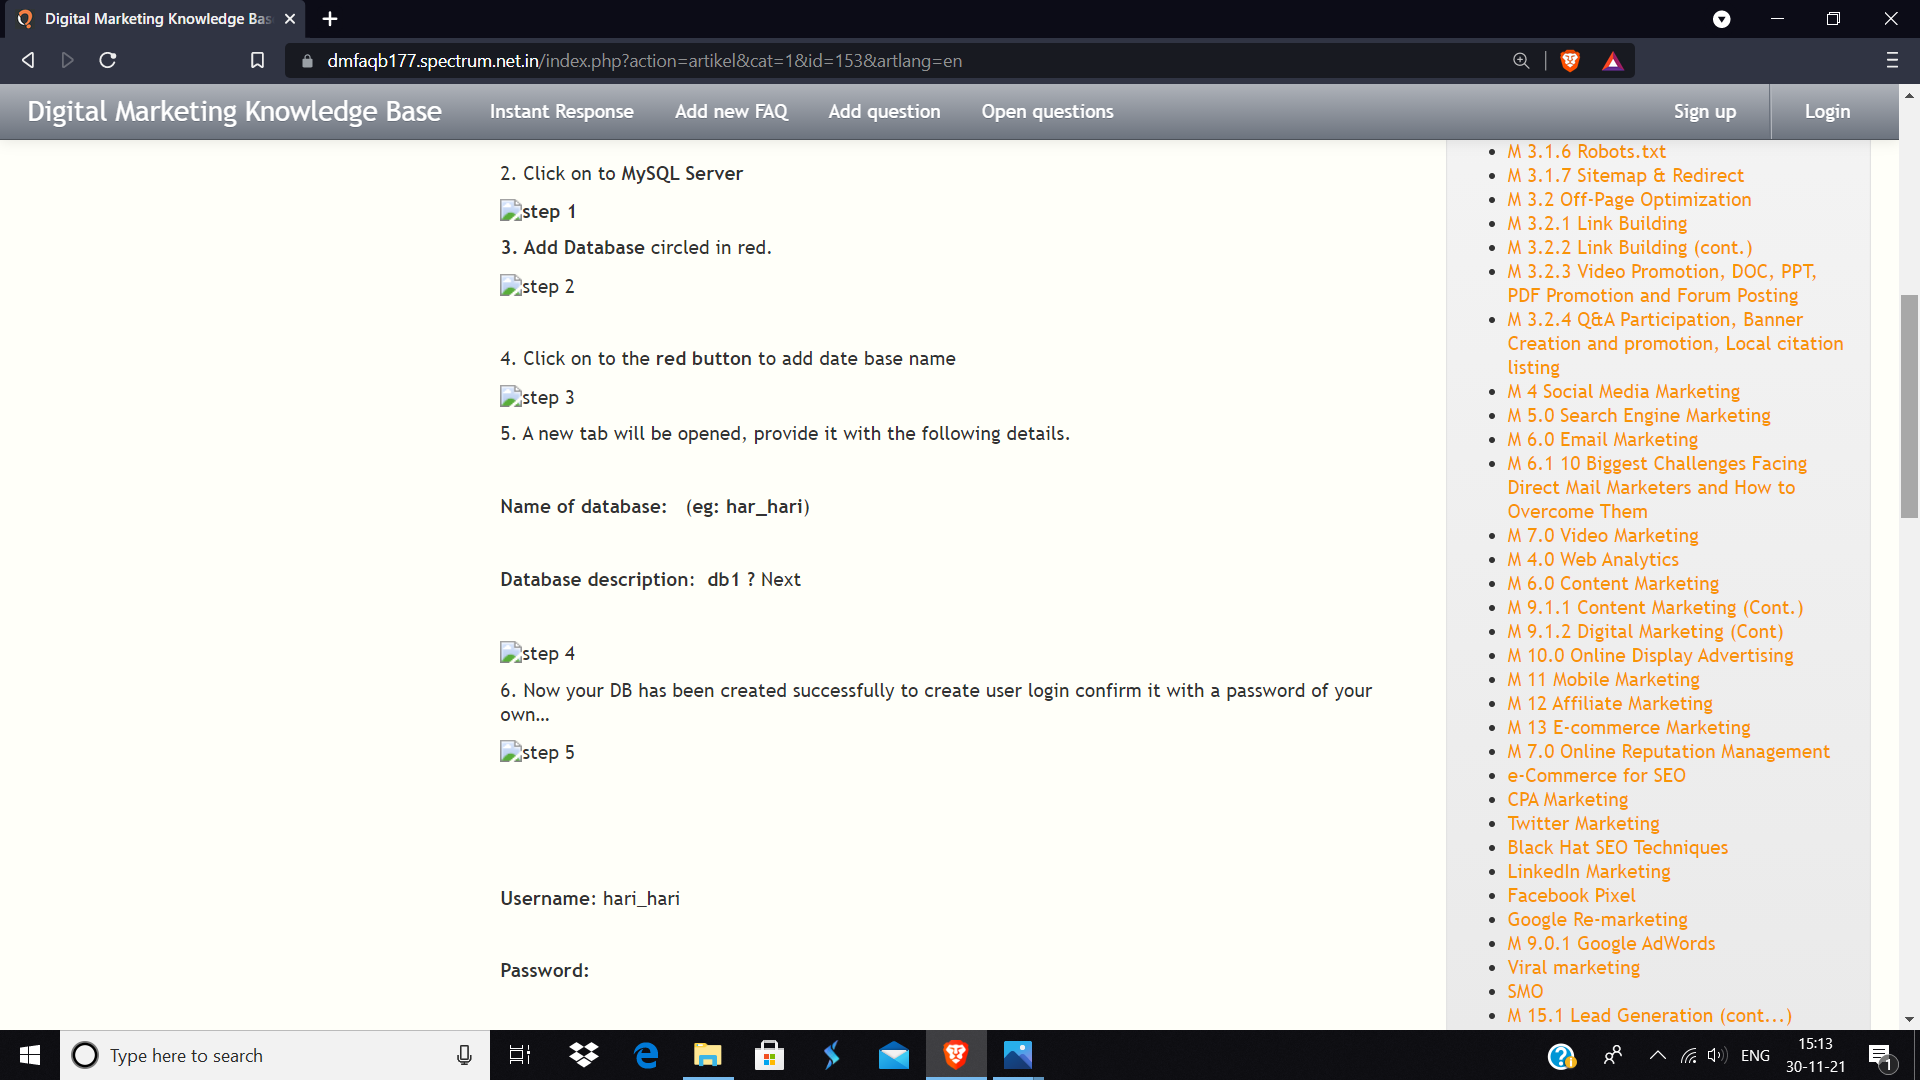 Digital Marketing Knowledge Bas
dmfaqb177.spectrum.net.in/index.php?action=artikel&cat=1&id=153&artlang=en
Digital Marketing Knowledge Base Instant Response Add new FAQ Add question Open questions Sign up Login
2. Click on to MySQL Server
step 1
3. Add Database circled in red.
step 2
4. Click on to the red button to add date base name
step 3
5. A new tab will be opened, provide it with the following details.
Name of database: (eg: har_hari)
Database description: db1 ? Next
step 4
6. Now your DB has been created successfully to create user login confirm it with a password of your
own...
step 5
Username: hari_hari
Password:
M 3.1.6 Robots.txt
M 3.1.7 Sitemap & Redirect
M 3.2 Off-Page Optimization
M 3.2.1 Link Building
M 3.2.2 Link Building (cont.)
M 3.2.3 Video Promotion, DOC, PPT,
PDF Promotion and Forum Posting
M 3.2.4 Q&A Participation, Banner
Creation and promotion, Local citation
listing
M 4 Social Media Marketing
M 5.0 Search Engine Marketing
M 6.0 Email Marketing
M 6.1 10 Biggest Challenges Facing
Direct Mail Marketers and How to
Overcome Them
M 7.0 Video Marketing
M 4.0 Web Analytics
M 6.0 Content Marketing
M 9.1.1 Content Marketing (Cont.)
M 9.1.2 Digital Marketing (Cont)
M 10.0 Online Display Advertising
M 11 Mobile Marketing
M 12 Affiliate Marketing
M 13 E-commerce Marketing
M 7.0 Online Reputation Management
e-Commerce for SEO
CPA Marketing
Twitter Marketing
Black Hat SEO Techniques
LinkedIn Marketing
Facebook Pixel
Google Re-marketing
M 9.0.1 Google AdWords
Viral marketing
SMO
M 15.1 Lead Generation (cont...)
Type here to search
ENG
15:13
30-11-21
1